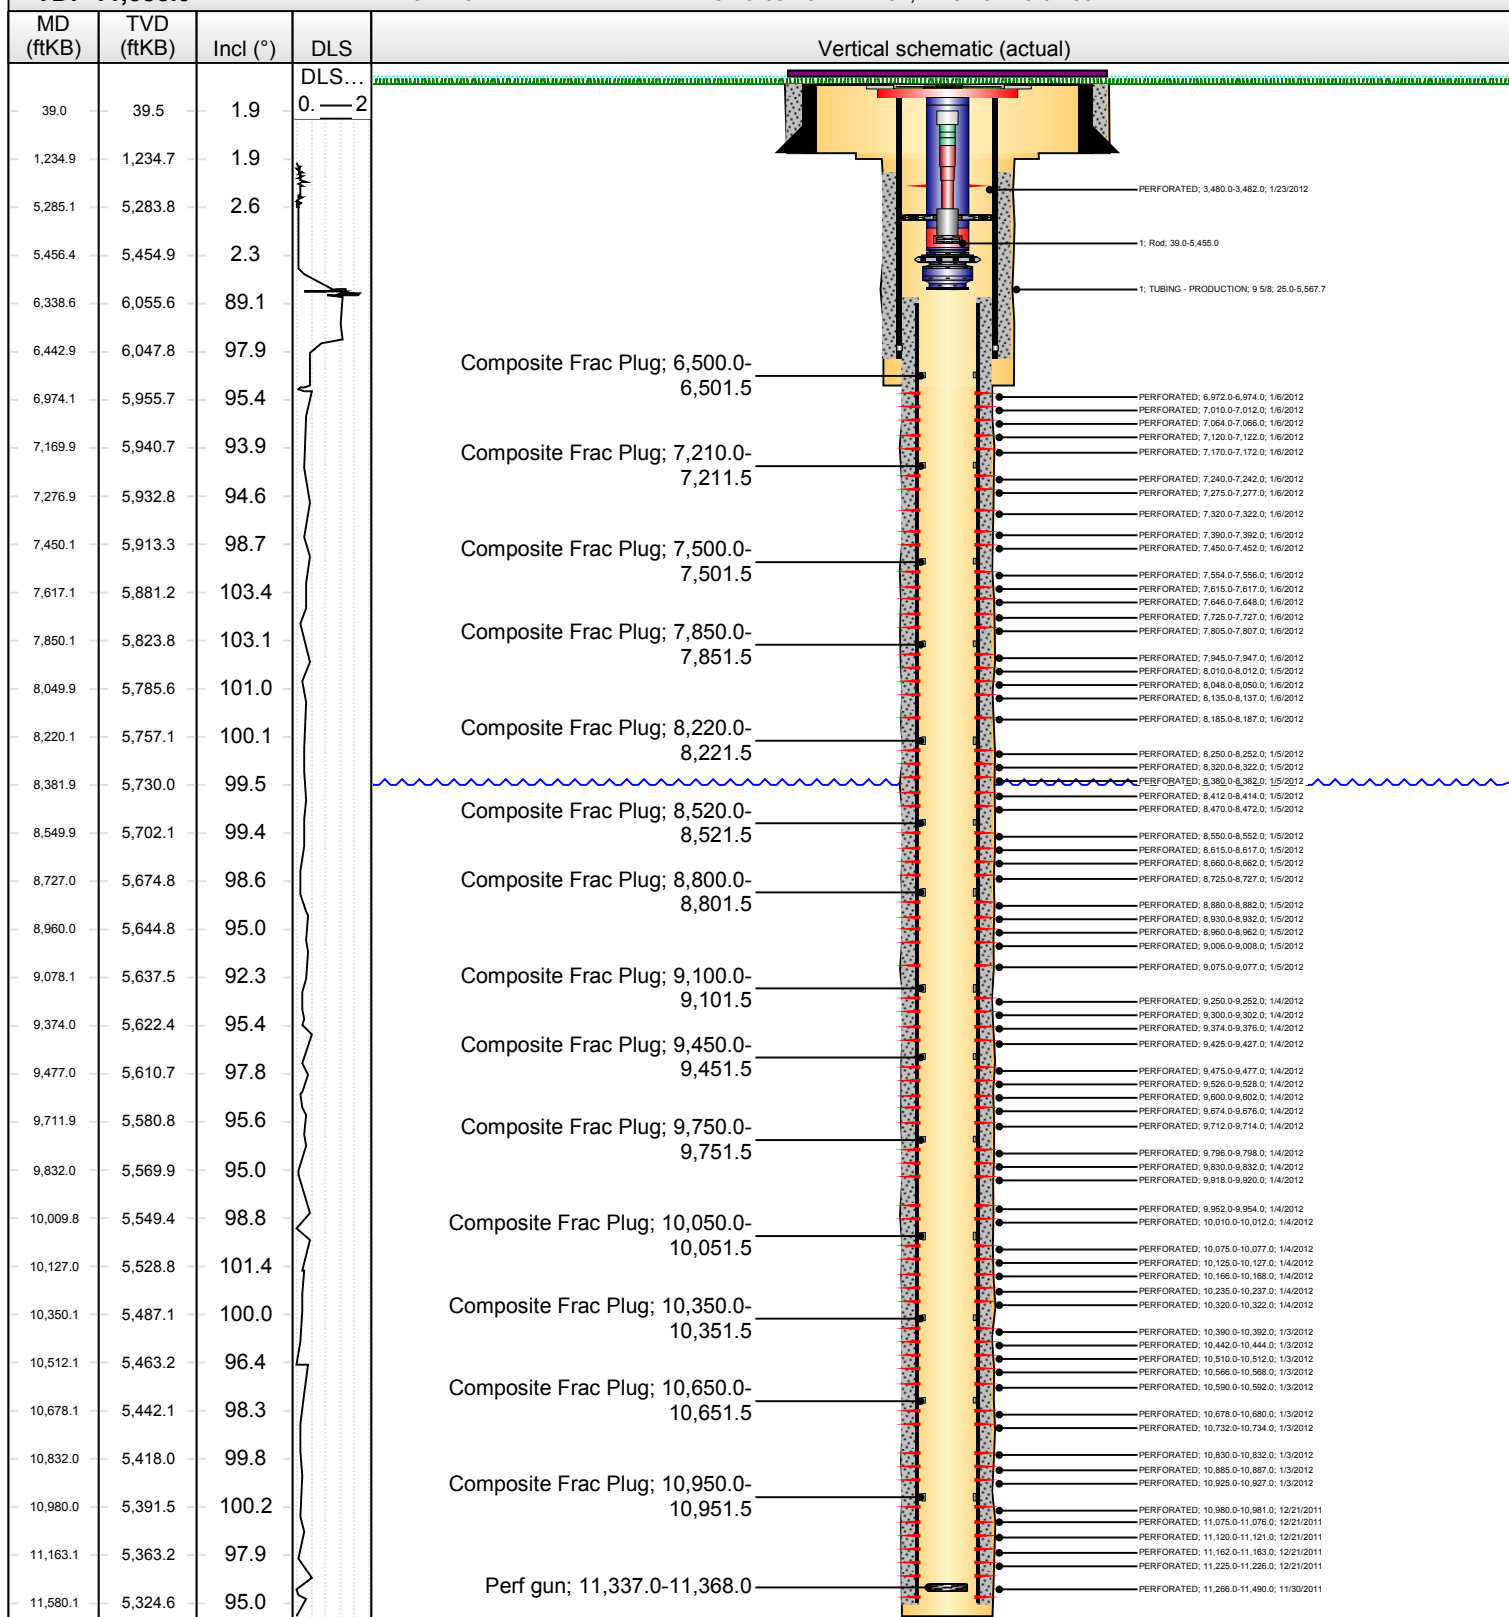 MD
(ftKB)
TVD
(ftKB)
Incl (°)
DLS
Vertical schematic (actual)
DLS...
0. 2
39.0 39.5 1.9
1,234.9 1,234.7 1.9
5,285.1 5,283.8 2.6
5,456.4 5,454.9 2.3
6,338.6 6,055.6 89.1
6,442.9 6,047.8 97.9
6,974.1 5,955.7 95.4
7,169.9 5,940.7 93.9
7,276.9 5,932.8 94.6
7,450.1 5,913.3 98.7
7,617.1 5,881.2 103.4
7,850.1 5,823.8 103.1
8,049.9 5,785.6 101.0
8,220.1 5,757.1 100.1
8,381.9 5,730.0 99.5
8,549.9 5,702.1 99.4
8,727.0 5,674.8 98.6
8,960.0 5,644.8 95.0
9,078.1 5,637.5 92.3
9,374.0 5,622.4 95.4
9,477.0 5,610.7 97.8
9,711.9 5,580.8 95.6
9,832.0 5,569.9 95.0
10,009.8 5,549.4 98.8
10,127.0 5,528.8 101.4
10,350.1 5,487.1 100.0
10,512.1 5,463.2 96.4
10,678.1 5,442.1 98.3
10,832.0 5,418.0 99.8
10,980.0 5,391.5 100.2
11,163.1 5,363.2 97.9
11,580.1 5,324.6 95.0
Composite Frac Plug; 6,500.0-
6,501.5
Composite Frac Plug; 7,210.0-
7,211.5
Composite Frac Plug; 7,500.0-
7,501.5
Composite Frac Plug; 7,850.0-
7,851.5
Composite Frac Plug; 8,220.0-
8,221.5
Composite Frac Plug; 8,520.0-
8,521.5
Composite Frac Plug; 8,800.0-
8,801.5
Composite Frac Plug; 9,100.0-
9,101.5
Composite Frac Plug; 9,450.0-
9,451.5
Composite Frac Plug; 9,750.0-
9,751.5
Composite Frac Plug; 10,050.0-
10,051.5
Composite Frac Plug; 10,350.0-
10,351.5
Composite Frac Plug; 10,650.0-
10,651.5
Composite Frac Plug; 10,950.0-
10,951.5
Perf gun; 11,337.0-11,368.0
PERFORATED; 3,480.0-3,482.0; 1/23/2012
1; Rod; 39.0-5,455.0
1; TUBING - PRODUCTION; 9 5/8; 25.0-5,567.7
PERFORATED; 6,972.0-6,974.0; 1/6/2012
PERFORATED; 7,010.0-7,012.0; 1/6/2012
PERFORATED; 7,064.0-7,066.0; 1/6/2012
PERFORATED; 7,120.0-7,122.0; 1/6/2012
PERFORATED; 7,170.0-7,172.0; 1/6/2012
PERFORATED; 7,240.0-7,242.0; 1/6/2012
PERFORATED; 7,275.0-7,277.0; 1/6/2012
PERFORATED; 7,320.0-7,322.0; 1/6/2012
PERFORATED; 7,390.0-7,392.0; 1/6/2012
PERFORATED; 7,450.0-7,452.0; 1/6/2012
PERFORATED; 7,554.0-7,556.0; 1/6/2012
PERFORATED; 7,615.0-7,617.0; 1/6/2012
PERFORATED; 7,646.0-7,648.0; 1/6/2012
PERFORATED; 7,725.0-7,727.0; 1/6/2012
PERFORATED; 7,805.0-7,807.0; 1/6/2012
PERFORATED; 7,945.0-7,947.0; 1/6/2012
PERFORATED; 8,010.0-8,012.0; 1/5/2012
PERFORATED; 8,048.0-8,050.0; 1/6/2012
PERFORATED; 8,135.0-8,137.0; 1/6/2012
PERFORATED; 8,185.0-8,187.0; 1/6/2012
PERFORATED; 8,250.0-8,252.0; 1/5/2012
PERFORATED; 8,320.0-8,322.0; 1/5/2012
PERFORATED; 8,380.0-8,382.0; 1/5/2012
PERFORATED; 8,412.0-8,414.0; 1/5/2012
PERFORATED; 8,470.0-8,472.0; 1/5/2012
PERFORATED; 8,550.0-8,552.0; 1/5/2012
PERFORATED; 8,615.0-8,617.0; 1/5/2012
PERFORATED; 8,660.0-8,662.0; 1/5/2012
PERFORATED; 8,725.0-8,727.0; 1/5/2012
PERFORATED; 8,880.0-8,882.0; 1/5/2012
PERFORATED; 8,930.0-8,932.0; 1/5/2012
PERFORATED; 8,960.0-8,962.0; 1/5/2012
PERFORATED; 9,006.0-9,008.0; 1/5/2012
PERFORATED; 9,075.0-9,077.0; 1/5/2012
PERFORATED; 9,250.0-9,252.0; 1/4/2012
PERFORATED; 9,300.0-9,302.0; 1/4/2012
PERFORATED; 9,374.0-9,376.0; 1/4/2012
PERFORATED; 9,425.0-9,427.0; 1/4/2012
PERFORATED; 9,475.0-9,477.0; 1/4/2012
PERFORATED; 9,526.0-9,528.0; 1/4/2012
PERFORATED; 9,600.0-9,602.0; 1/4/2012
PERFORATED; 9,674.0-9,676.0; 1/4/2012
PERFORATED; 9,712.0-9,714.0; 1/4/2012
PERFORATED; 9,796.0-9,798.0; 1/4/2012
PERFORATED; 9,830.0-9,832.0; 1/4/2012
PERFORATED; 9,918.0-9,920.0; 1/4/2012
PERFORATED; 9,952.0-9,954.0; 1/4/2012
PERFORATED; 10,010.0-10,012.0; 1/4/2012
PERFORATED; 10,075.0-10,077.0; 1/4/2012
PERFORATED; 10,125.0-10,127.0; 1/4/2012
PERFORATED; 10,166.0-10,168.0; 1/4/2012
PERFORATED; 10,235.0-10,237.0; 1/4/2012
PERFORATED; 10,320.0-10,322.0; 1/4/2012
PERFORATED; 10,390.0-10,392.0; 1/3/2012
PERFORATED; 10,442.0-10,444.0; 1/3/2012
PERFORATED; 10,510.0-10,512.0; 1/3/2012
PERFORATED; 10,566.0-10,568.0; 1/3/2012
PERFORATED; 10,590.0-10,592.0; 1/3/2012
PERFORATED; 10,678.0-10,680.0; 1/3/2012
PERFORATED; 10,732.0-10,734.0; 1/3/2012
PERFORATED; 10,830.0-10,832.0; 1/3/2012
PERFORATED; 10,885.0-10,887.0; 1/3/2012
PERFORATED; 10,925.0-10,927.0; 1/3/2012
PERFORATED; 10,980.0-10,981.0; 12/21/2011
PERFORATED; 11,075.0-11,076.0; 12/21/2011
PERFORATED; 11,120.0-11,121.0; 12/21/2011
PERFORATED; 11,162.0-11,163.0; 12/21/2011
PERFORATED; 11,225.0-11,226.0; 12/21/2011
PERFORATED; 11,266.0-11,490.0; 11/30/2011